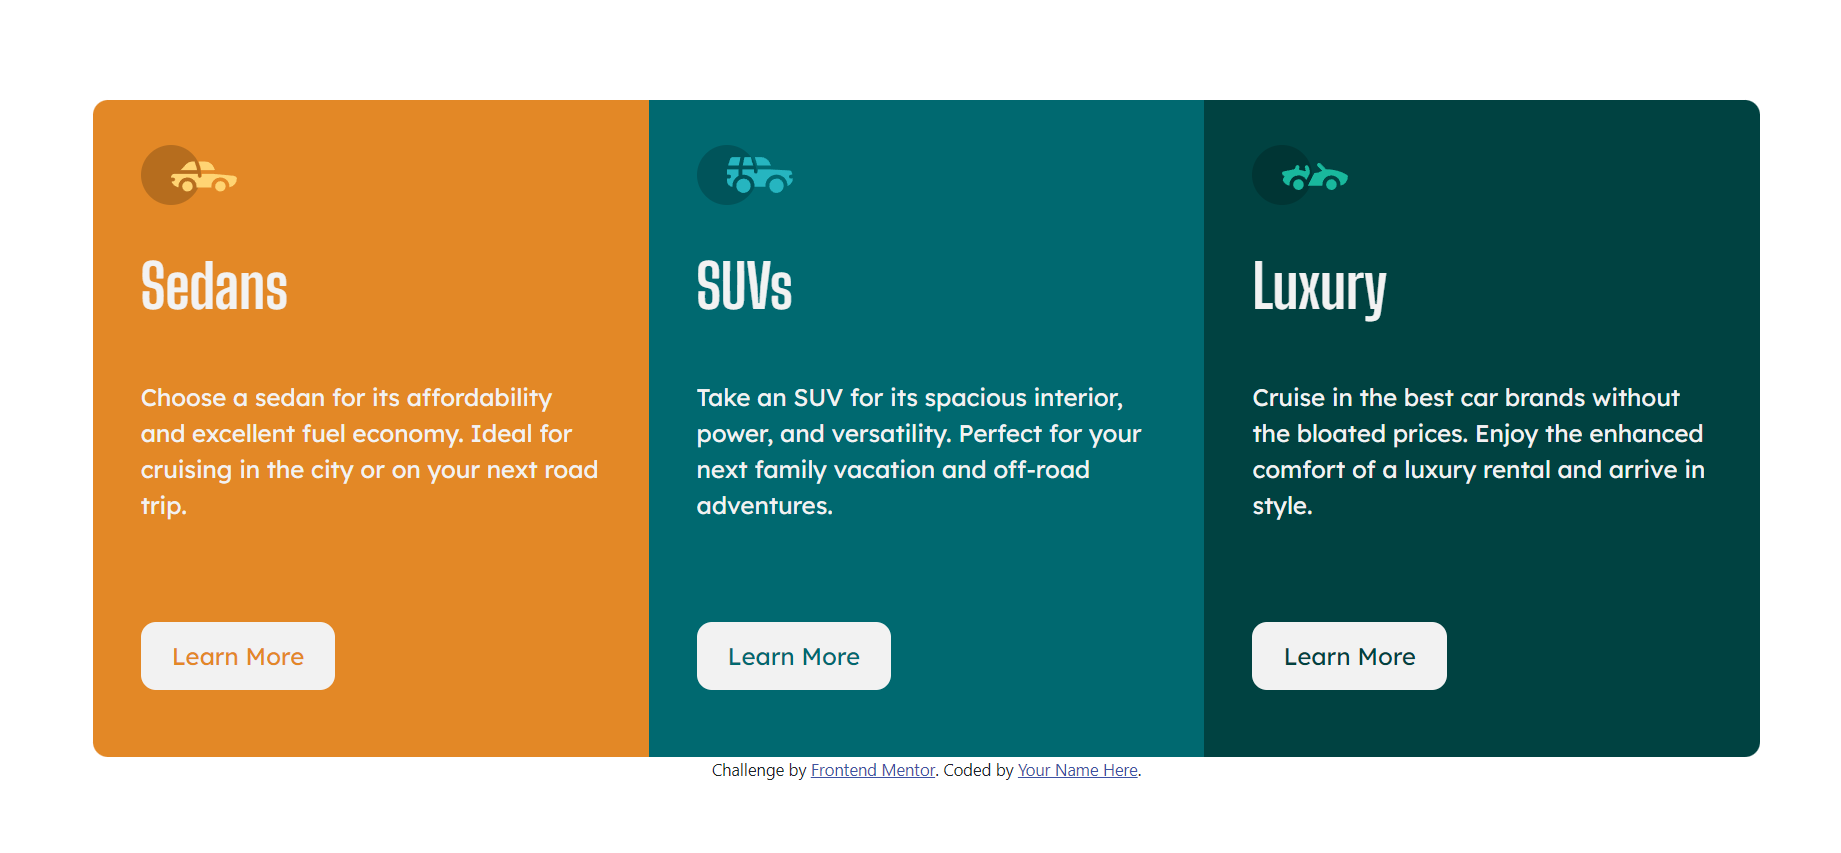 Sedans
Choose a sedan for its affordability
and excellent fuel economy. Ideal for
cruising in the city or on your next road
trip.
Learn More
SUVs
Take an SUV for its spacious interior,
power, and versatility. Perfect for your
next family vacation and off-road
adventures.
Learn More
Luxury
Cruise in the best car brands without
the bloated prices. Enjoy the enhanced
comfort of a luxury rental and arrive in
style.
Learn More
Challenge by Frontend Mentor. Coded by Your Name Here.